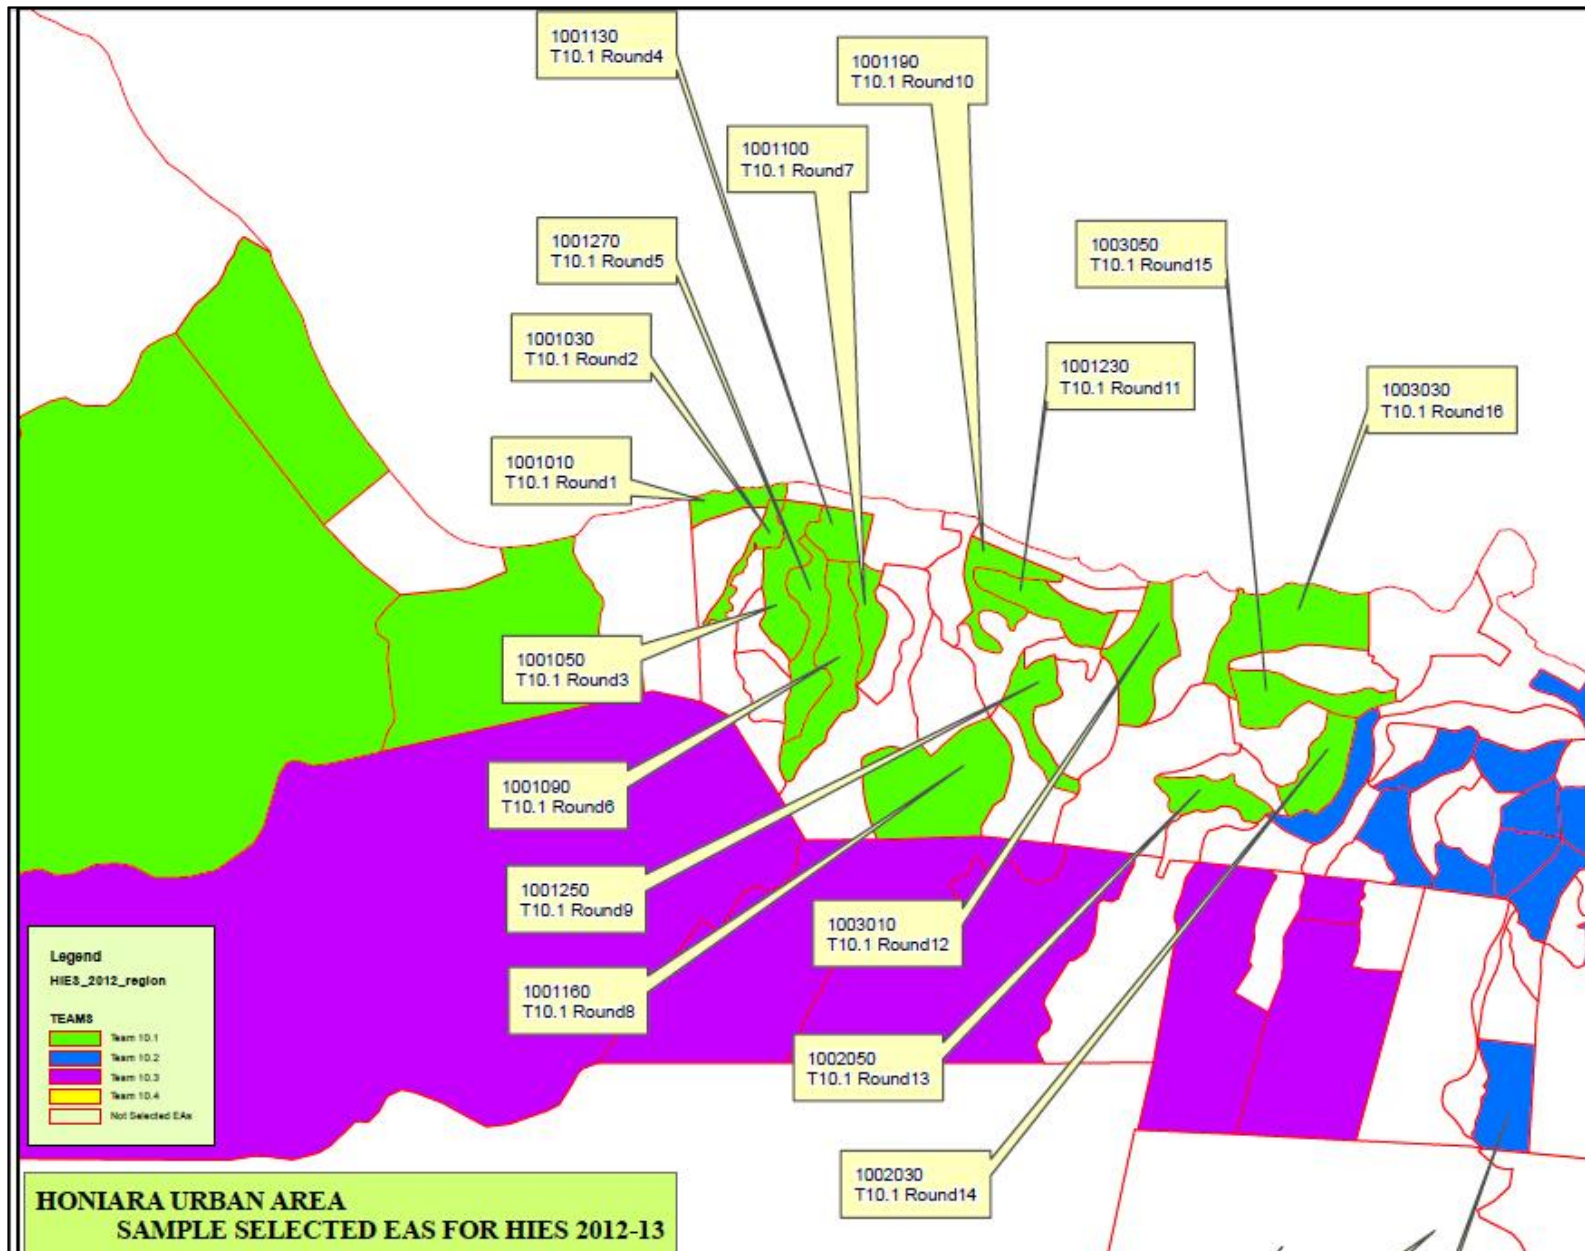 1001130
T10.1 Round4
1001190
T10.1 Round10
1001100
T10.1 Round7
1001270
T10.1 Round5
1003050
T10.1 Round15
1001030
T10.1 Round2
1001230
T10.1 Round11
1003030
T10.1 Round16
1001010
T10.1 Round1
1001050
T10.1 Round3
1001090
T10.1 Round6
1001250
T10.1 Round9
1003010
T10.1 Round12
1001160
T10.1 Round8
1002050
T10.1 Round13
1002030
T10.1 Round14
Legend
HIES_2012_region
TEAMS
Team 10.1
Team 10.2
Team 10.3
Team 10.4
Not Selected EAs
HONIARA URBAN AREA
SAMPLE SELECTED EAS FOR HIES 2012-13